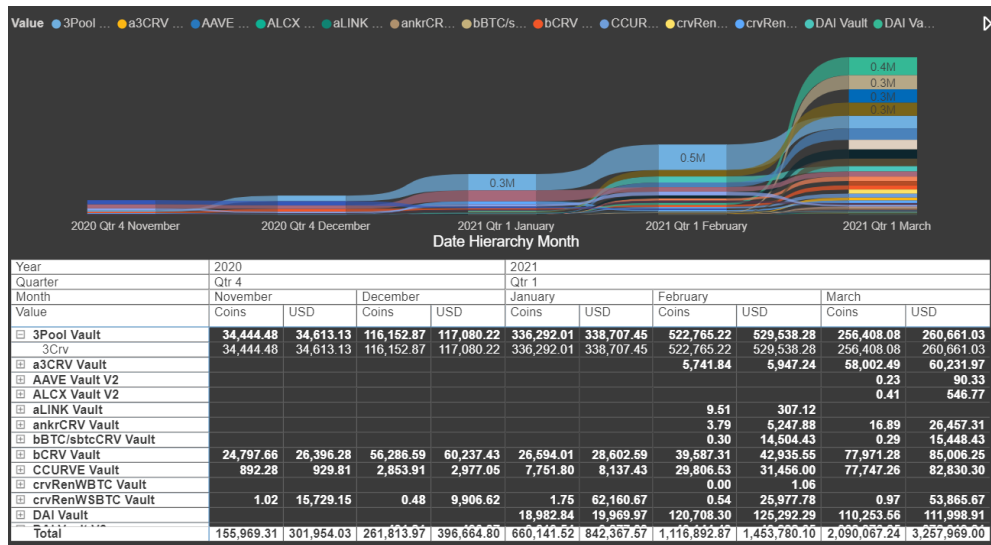 Value 3Pool ... a3CRV ... AAVE ... ALCX ... aLINK ... ankrCR... bBTC/s... bCRV ... CCUR... crvRen... crvRen... DAI Vault DAI Va...
0.4M
0.3M
0.3M
0.3M
0.5M
0.3M
2020 Qtr 4 November 2020 Qtr 4 December 2021 Qtr 1 January 2021 Qtr 1 February 2021 Qtr 1 March
Date Hierarchy Month
Year 2020 2021
Quarter Qtr 4 Qtr 1
Month November December January February March
Value Coins USD Coins USD Coins USD Coins USD Coins USD
3Pool Vault 34,444.48 34,613.13 116,152.87 117,080.22 336,292.01 338,707.45 522,765.22 529,538.28 256,408.08 260,661.03
3Crv 34,444.48 34,613.13 116,152.87 117,080.22 336,292.01 338,707.45 522,765.22 529,538.28 256,408.08 260,661.03
a3CRV Vault 5,741.84 5,947.24 58,002.49 60,231.97
AAVE Vault V2 0.23 90.33
ALCX Vault V2 0.41 546.77
aLINK Vault 9.51 307.12
ankrCRV Vault 3.79 5,247.88 16.89 26,457.31
bBTC/sbtcCRV Vault 0.30 14,504.43 0.29 15,448.43
bCRV Vault 24,797.66 26,396.28 56,286.59 60,237.43 26,594.01 28,602.59 39,587.31 42,935.55 77,971.28 85,006.25
CCURVE Vault 892.28 929.81 2,853.91 2,977.05 7,751.80 8,137.43 29,806.53 31,456.00 77,747.26 82,830.30
crvRenWBTC Vault 0.00 1.06
crvRenWSBTC Vault 1.02 15,729.15 0.48 9,906.62 1.75 62,160.67 0.54 25,977.78 0.97 53,865.67
DAI Vault 18,982.84 19,969.97 120,708.30 125,292.29 110,253.56 111,998.91
Total 155,969.31 301,954.03 261,813.97 396,664.80 660,141.52 842,367.57 1,116,892.87 1,453,780.10 2,090,067.24 3,257,969.00